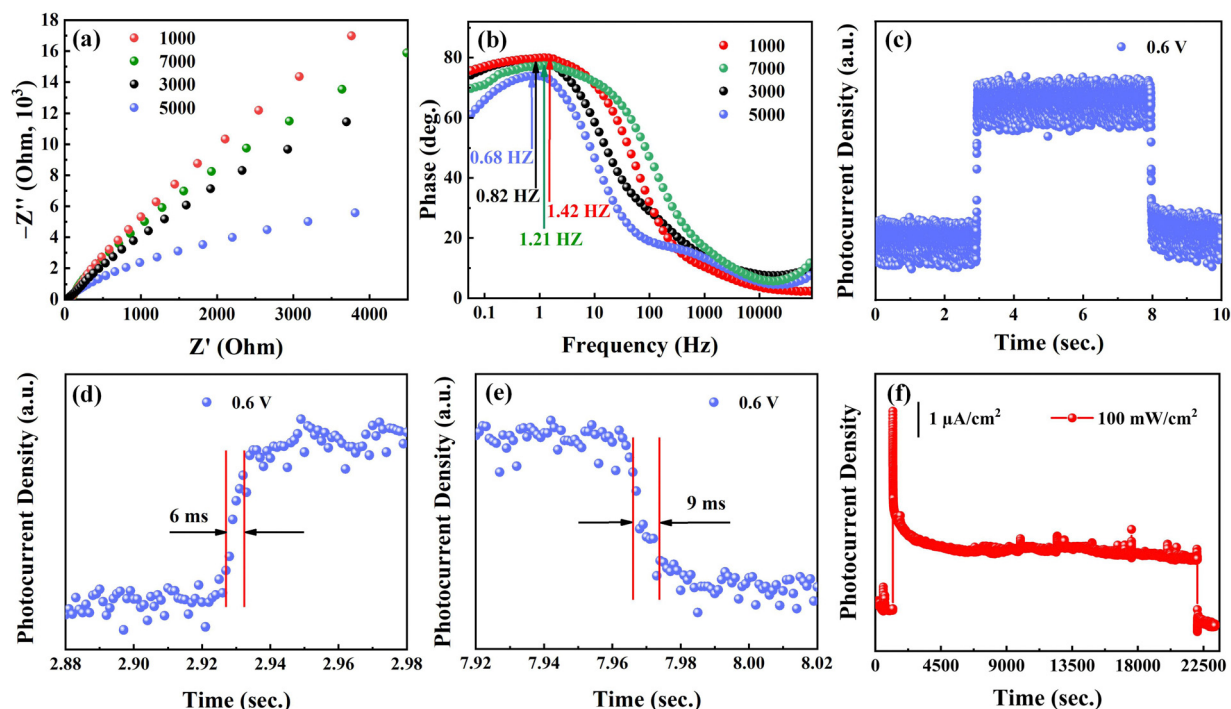 (a)
1000
7000
3000
5000
−Z'' (Ohm, 10³)
18
16
14
12
10
8
6
4
2
0
0 1000 2000 3000 4000
Z' (Ohm)
(b)
1000
7000
3000
5000
Phase (deg.)
80
60
40
20
0
0.68 HZ
0.82 HZ
1.42 HZ
1.21 HZ
0.1 1 10 100 1000 10000
Frequency (Hz)
(c)
0.6 V
Photocurrent Density (a.u.)
0 2 4 6 8 10
Time (sec.)
(d)
0.6 V
Photocurrent Density (a.u.)
6 ms
2.88 2.90 2.92 2.94 2.96 2.98
Time (sec.)
(e)
0.6 V
Photocurrent Density (a.u.)
9 ms
7.92 7.94 7.96 7.98 8.00 8.02
Time (sec.)
(f)
1 μA/cm²
100 mW/cm²
Photocurrent Density
0 4500 9000 13500 18000 22500
Time (sec.)